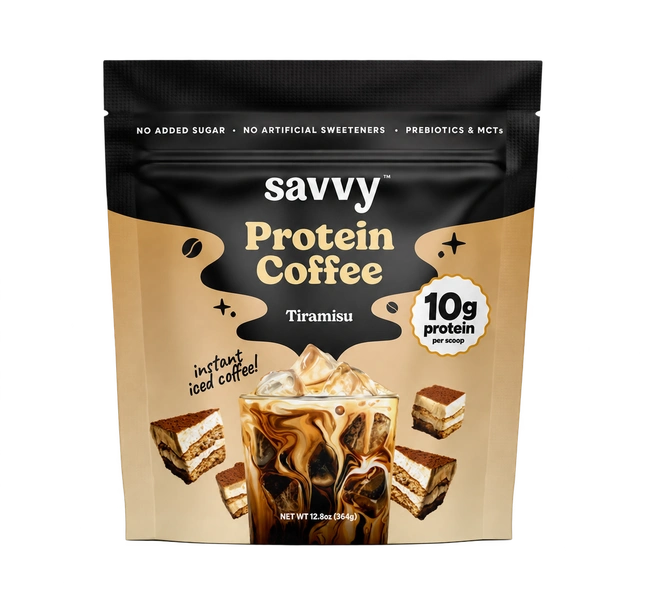 NO ADDED SUGAR • NO ARTIFICIAL SWEETENERS • PREBIOTICS & MCTs
savvy™
Protein
Coffee
Tiramisu
10g
protein
per scoop
instant
iced coffee!
NET WT 12.8oz (364g)